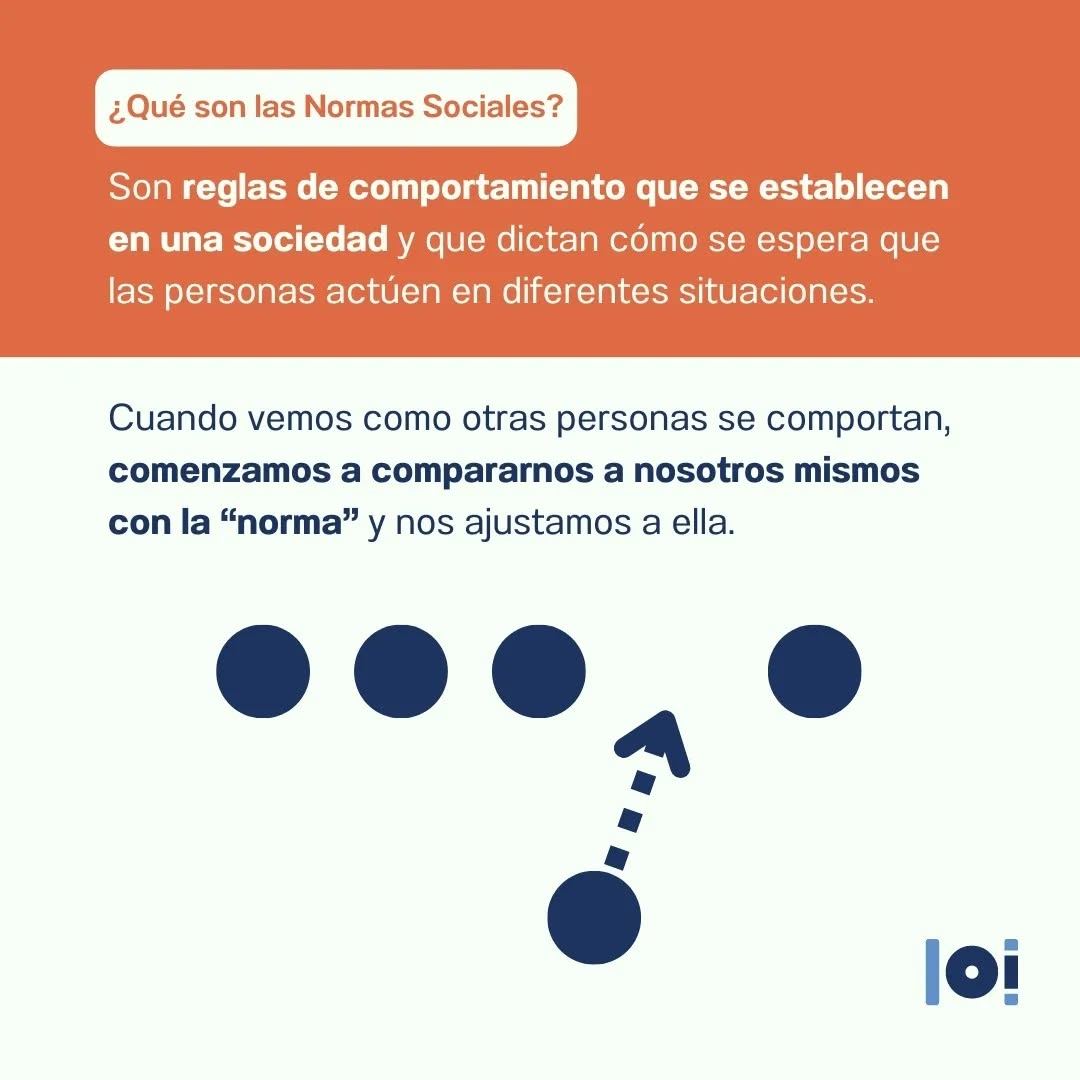 ¿Qué son las Normas Sociales?
Son reglas de comportamiento que se establecen
en una sociedad y que dictan cómo se espera que
las personas actúen en diferentes situaciones.
Cuando vemos como otras personas se comportan,
comenzamos a compararnos a nosotros mismos
con la “norma” y nos ajustamos a ella.
loi